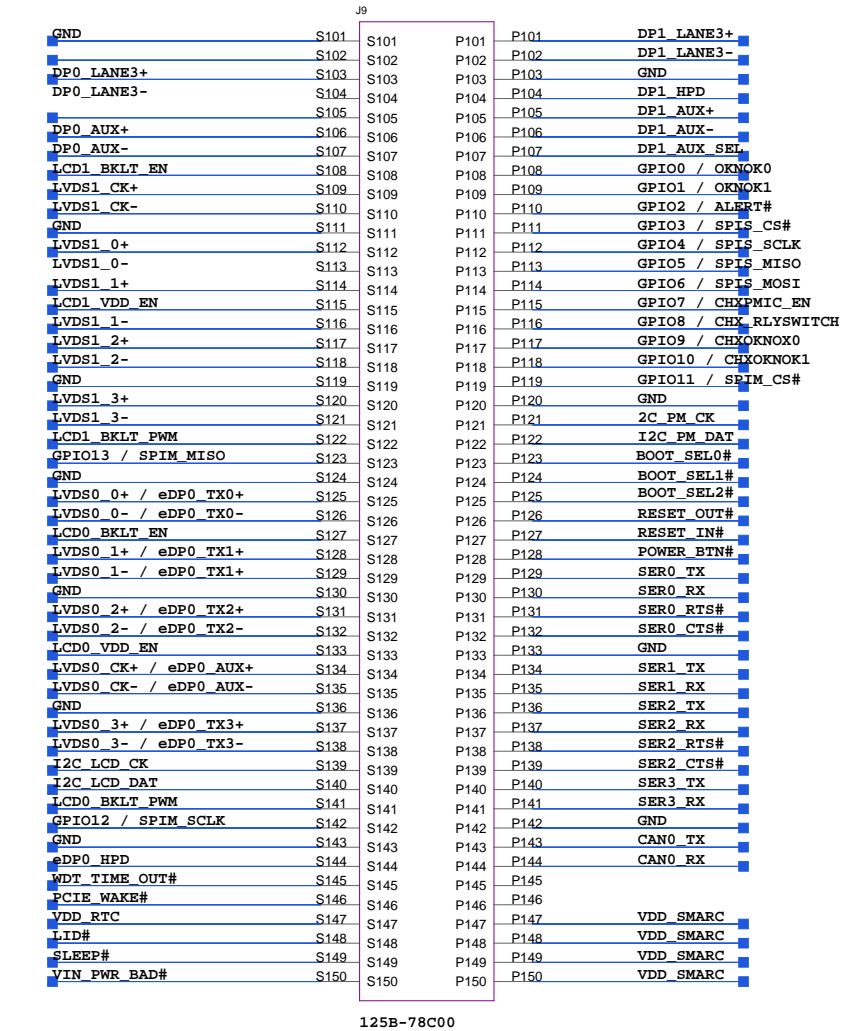 J9
GND S101 S101 P101 P101 DP1_LANE3+
S102 S102 P102 P102 DP1_LANE3-
DP0_LANE3+ S103 S103 P103 P103 GND
DP0_LANE3- S104 S104 P104 P104 DP1_HPD
S105 S105 P105 P105 DP1_AUX+
DP0_AUX+ S106 S106 P106 P106 DP1_AUX-
DP0_AUX- S107 S107 P107 P107 DP1_AUX_SEL
LCD1_BKLT_EN S108 S108 P108 P108 GPIO0 / OKNOK0
LVDS1_CK+ S109 S109 P109 P109 GPIO1 / OKNOK1
LVDS1_CK- S110 S110 P110 P110 GPIO2 / ALERT#
GND S111 S111 P111 P111 GPIO3 / SPIS_CS#
LVDS1_0+ S112 S112 P112 P112 GPIO4 / SPIS_SCLK
LVDS1_0- S113 S113 P113 P113 GPIO5 / SPIS_MISO
LVDS1_1+ S114 S114 P114 P114 GPIO6 / SPIS_MOSI
LCD1_VDD_EN S115 S115 P115 P115 GPIO7 / CHXPMIC_EN
LVDS1_1- S116 S116 P116 P116 GPIO8 / CHX_RLYSWITCH
LVDS1_2+ S117 S117 P117 P117 GPIO9 / CHXOKNOX0
LVDS1_2- S118 S118 P118 P118 GPIO10 / CHXOKNOK1
GND S119 S119 P119 P119 GPIO11 / SPIM_CS#
LVDS1_3+ S120 S120 P120 P120 GND
LVDS1_3- S121 S121 P121 P121 2C_PM_CK
LCD1_BKLT_PWM S122 S122 P122 P122 I2C_PM_DAT
GPIO13 / SPIM_MISO S123 S123 P123 P123 BOOT_SEL0#
GND S124 S124 P124 P124 BOOT_SEL1#
LVDS0_0+ / eDP0_TX0+ S125 S125 P125 P125 BOOT_SEL2#
LVDS0_0- / eDP0_TX0- S126 S126 P126 P126 RESET_OUT#
LCD0_BKLT_EN S127 S127 P127 P127 RESET_IN#
LVDS0_1+ / eDP0_TX1+ S128 S128 P128 P128 POWER_BTN#
LVDS0_1- / eDP0_TX1+ S129 S129 P129 P129 SER0_TX
GND S130 S130 P130 P130 SER0_RX
LVDS0_2+ / eDP0_TX2+ S131 S131 P131 P131 SER0_RTS#
LVDS0_2- / eDP0_TX2- S132 S132 P132 P132 SER0_CTS#
LCD0_VDD_EN S133 S133 P133 P133 GND
LVDS0_CK+ / eDP0_AUX+ S134 S134 P134 P134 SER1_TX
LVDS0_CK- / eDP0_AUX- S135 S135 P135 P135 SER1_RX
GND S136 S136 P136 P136 SER2_TX
LVDS0_3+ / eDP0_TX3+ S137 S137 P137 P137 SER2_RX
LVDS0_3- / eDP0_TX3- S138 S138 P138 P138 SER2_RTS#
I2C_LCD_CK S139 S139 P139 P139 SER2_CTS#
I2C_LCD_DAT S140 S140 P140 P140 SER3_TX
LCD0_BKLT_PWM S141 S141 P141 P141 SER3_RX
GPIO12 / SPIM_SCLK S142 S142 P142 P142 GND
GND S143 S143 P143 P143 CAN0_TX
eDP0_HPD S144 S144 P144 P144 CAN0_RX
WDT_TIME_OUT# S145 S145 P145 P145
PCIE_WAKE# S146 S146 P146 P146
VDD_RTC S147 S147 P147 P147 VDD_SMARC
LID# S148 S148 P148 P148 VDD_SMARC
SLEEP# S149 S149 P149 P149 VDD_SMARC
VIN_PWR_BAD# S150 S150 P150 P150 VDD_SMARC
125B-78C00